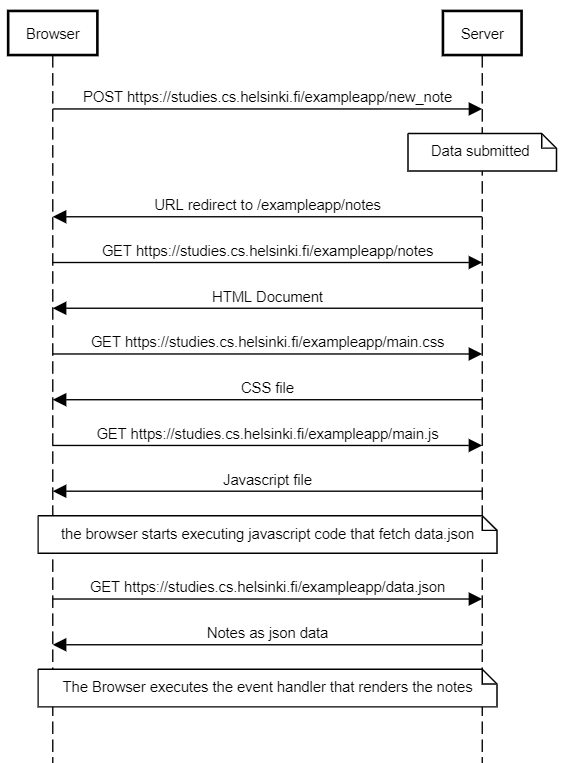 Browser
Server
POST https://studies.cs.helsinki.fi/exampleapp/new_note
Data submitted
URL redirect to /exampleapp/notes
GET https://studies.cs.helsinki.fi/exampleapp/notes
HTML Document
GET https://studies.cs.helsinki.fi/exampleapp/main.css
CSS file
GET https://studies.cs.helsinki.fi/exampleapp/main.js
Javascript file
the browser starts executing javascript code that fetch data.json
GET https://studies.cs.helsinki.fi/exampleapp/data.json
Notes as json data
The Browser executes the event handler that renders the notes